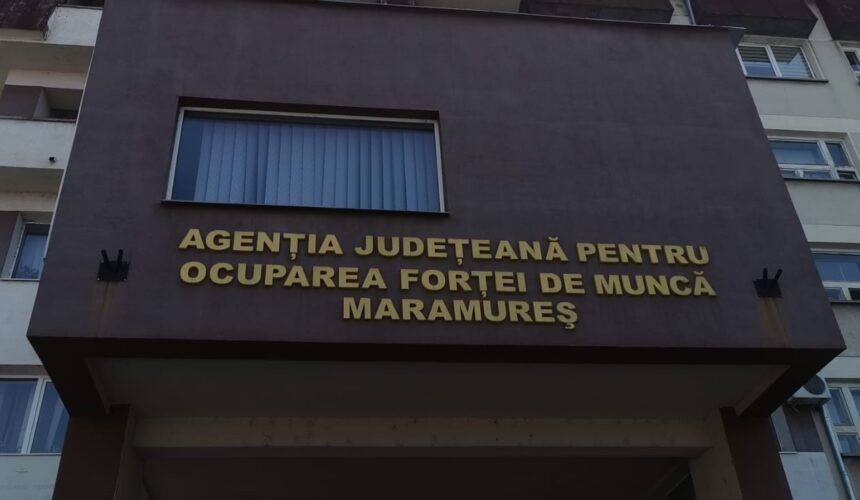 AGENȚIA JUDEȚEANĂ PENTRU
OCUPAREA FORȚEI DE MUNCĂ
MARAMUREŞ